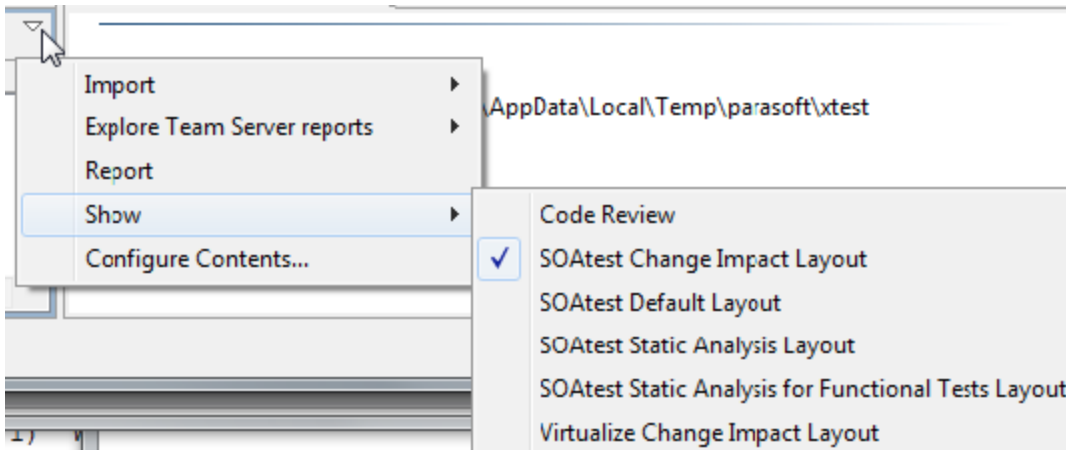 Import
Explore Team Server reports
\AppData\Local\Temp\parasoft\xtest
Report
Show
Code Review
Configure Contents...
SOAtest Change Impact Layout
SOAtest Default Layout
SOAtest Static Analysis Layout
SOAtest Static Analysis for Functional Tests Layout
Virtualize Change Impact Layout